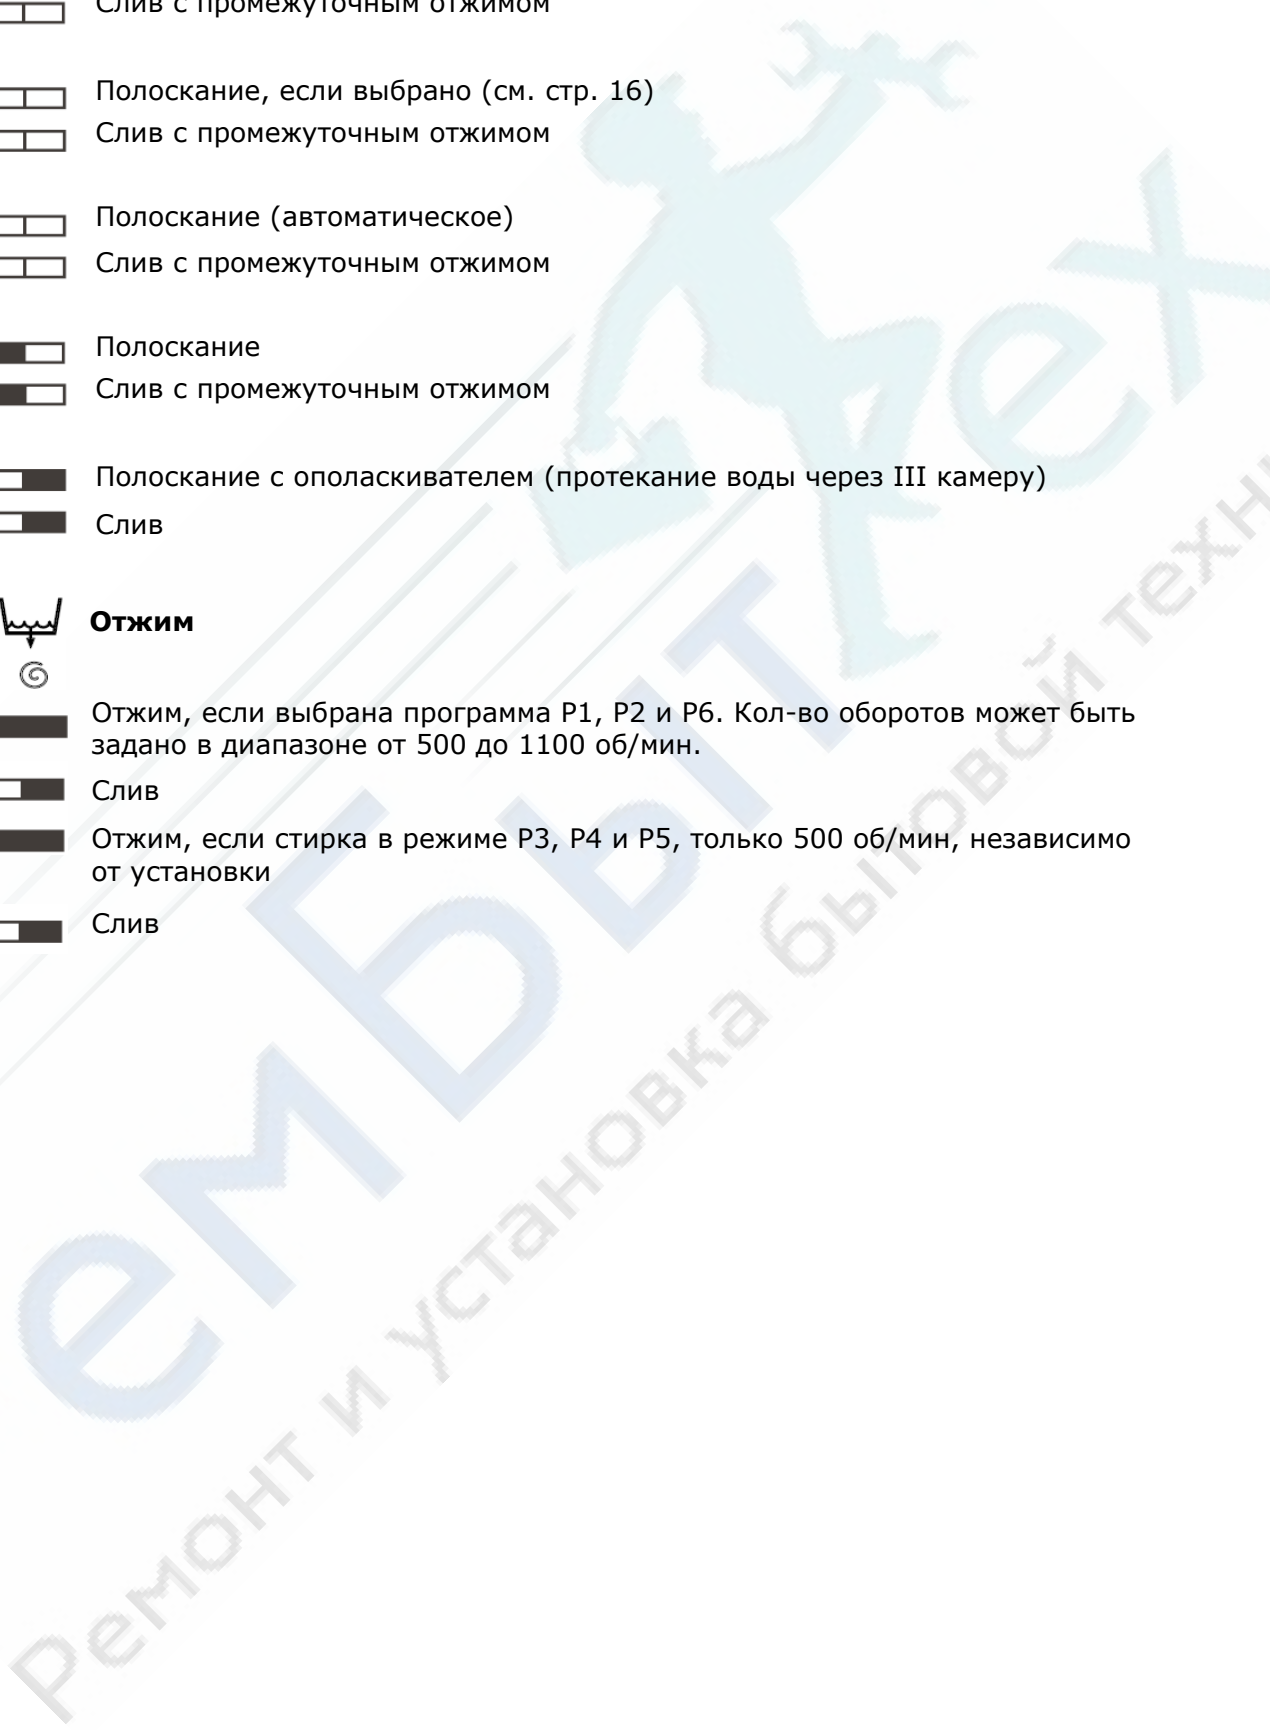 Слив с промежуточным отжимом
Полоскание, если выбрано (см. стр. 16)
Слив с промежуточным отжимом
Полоскание (автоматическое)
Слив с промежуточным отжимом
Полоскание
Слив с промежуточным отжимом
Полоскание с ополаскивателем (протекание воды через III камеру)
Слив
Отжим
Отжим, если выбрана программа P1, P2 и P6. Кол-во оборотов может быть
задано в диапазоне от 500 до 1100 об/мин.
Слив
Отжим, если стирка в режиме P3, P4 и P5, только 500 об/мин, независимо
от установки
Слив
емБыТ тех
Ремонт и установка бытовой техни